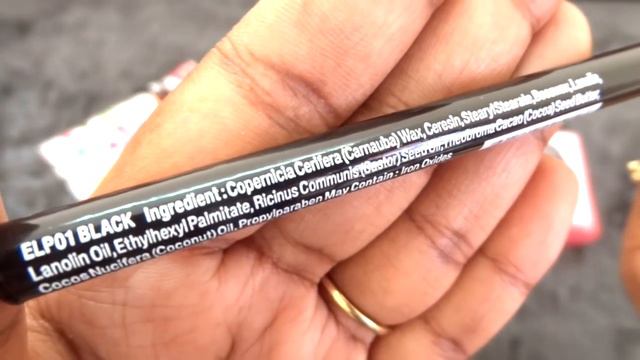 ELP01 BLACK Ingredient : Copernicia Cerifera (Carnauba) Wax, Ceresin, Stearyl Stearate, Beeswax, Lanolin,
Lanolin Oil, Ethylhexyl Palmitate, Ricinus Communis (Castor) Seed Oil, Theobroma Cacao (Cocoa) Seed Butter,
Cocos Nucifera (Coconut) Oil, Propylparaben May Contain : Iron Oxides